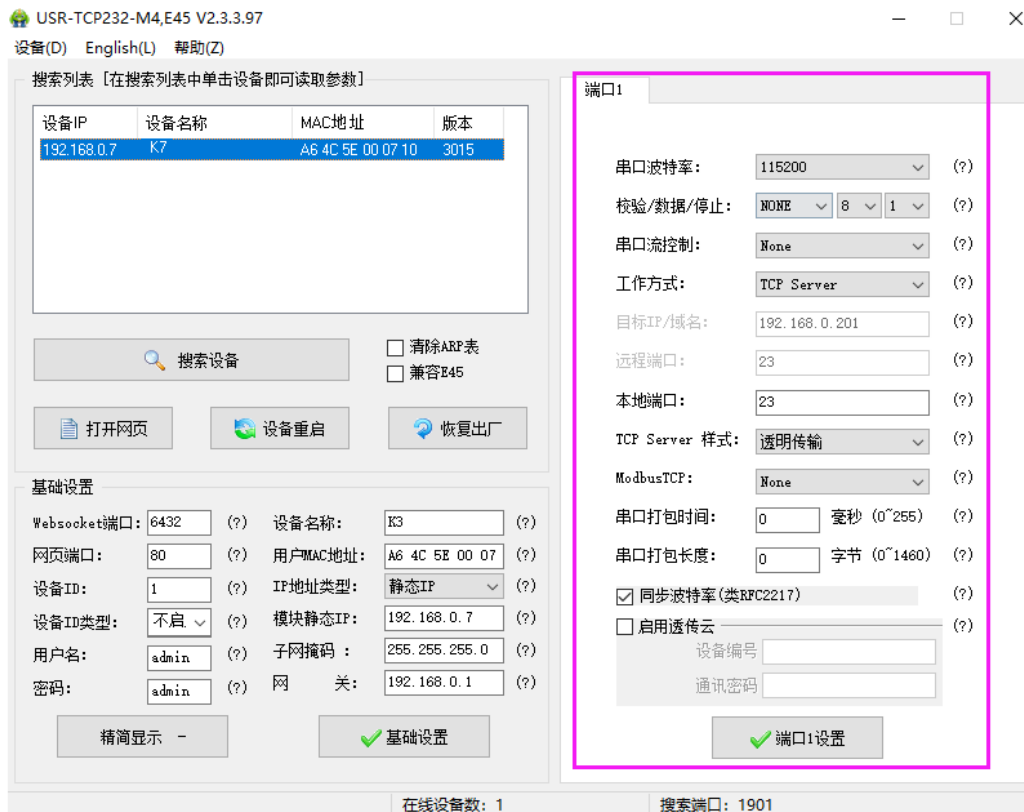 USR-TCP232-M4,E45 V2.3.3.97
设备(D) English(L) 帮助(Z)
搜索列表 [在搜索列表中单击设备即可读取参数]
设备IP 设备名称 MAC地址 版本
192.168.0.7 K7 A6 4C 5E 00 07 10 3015
搜索设备
清除ARP表
兼容E45
打开网页 设备重启 恢复出厂
基础设置
Websocket端口: 6432 (?) 设备名称: K3 (?)
网页端口: 80 (?) 用户MAC地址: A6 4C 5E 00 07 (?)
设备ID: 1 (?) IP地址类型: 静态IP (?)
设备ID类型: 不启 (?) 模块静态IP: 192.168.0.7 (?)
用户名: admin (?) 子网掩码 : 255.255.255.0 (?)
密码: admin (?) 网 关: 192.168.0.1 (?)
精简显示 - 基础设置
端口1
串口波特率: 115200 (?)
校验/数据/停止: NONE 8 1 (?)
串口流控制: None (?)
工作方式: TCP Server (?)
目标IP/域名: 192.168.0.201 (?)
远程端口: 23 (?)
本地端口: 23 (?)
TCP Server 样式: 透明传输 (?)
ModbusTCP: None (?)
串口打包时间: 0 毫秒 (0~255) (?)
串口打包长度: 0 字节 (0~1460) (?)
同步波特率(类RFC2217) (?)
启用透传云 (?)
设备编号
通讯密码
端口1设置
在线设备数: 1 搜索端口: 1901